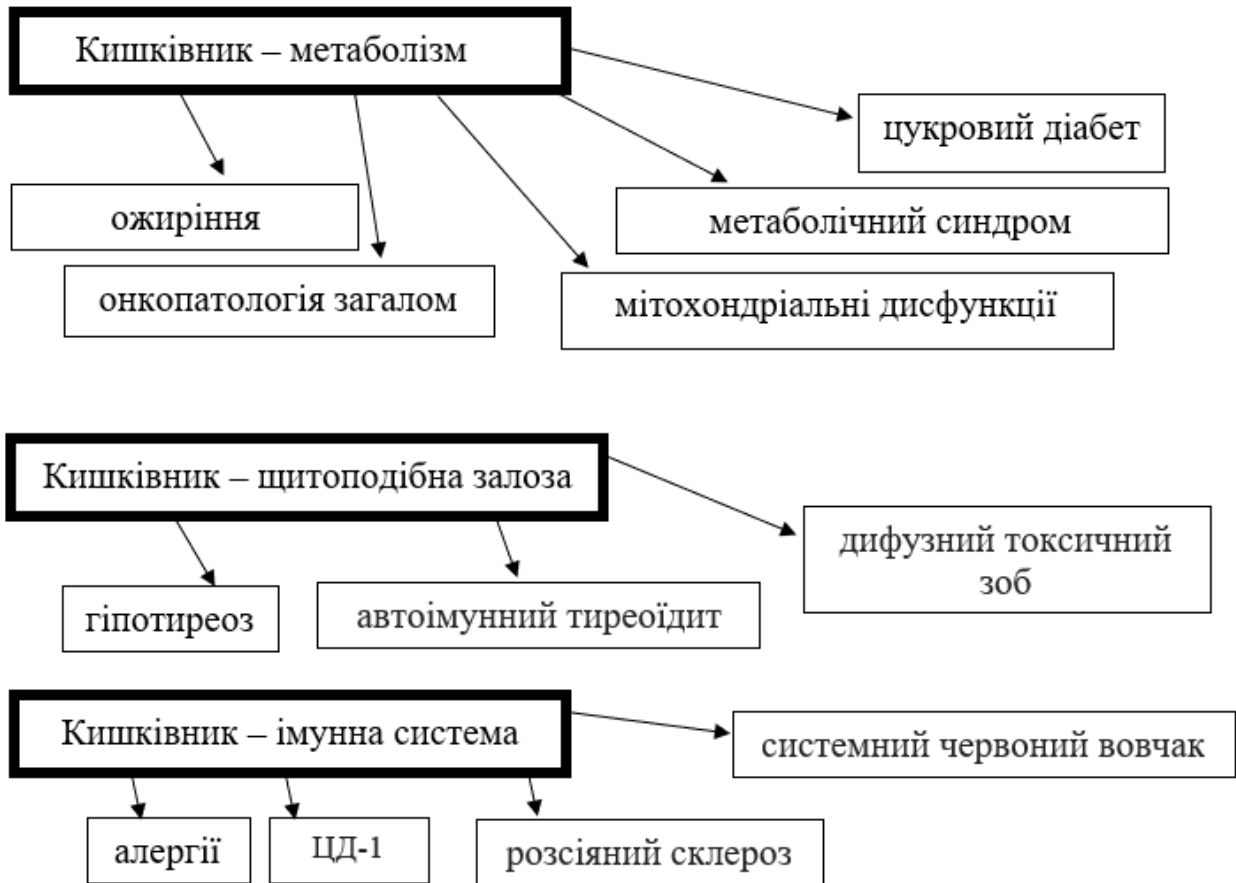 Кишківник – метаболізм
цукровий діабет
ожиріння
метаболічний синдром
онкопатологія загалом
мітохондріальні дисфункції
Кишківник – щитоподібна залоза
дифузний токсичний
зоб
гіпотиреоз
автоімунний тиреоїдит
Кишківник – імунна система
системний червоний вовчак
алергії
ЦД-1
розсіяний склероз